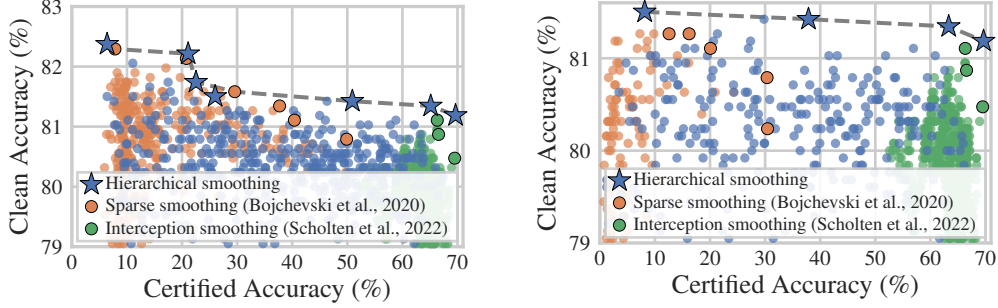 83
82
81
80
79
Clean Accuracy (%)
Hierarchical smoothing
Sparse smoothing (Bojchevski et al., 2020)
Interception smoothing (Scholten et al., 2022)
0 10 20 30 40 50 60 70
Certified Accuracy (%)
81
80
79
Clean Accuracy (%)
Hierarchical smoothing
Sparse smoothing (Bojchevski et al., 2020)
Interception smoothing (Scholten et al., 2022)
0 10 20 30 40 50 60 70
Certified Accuracy (%)